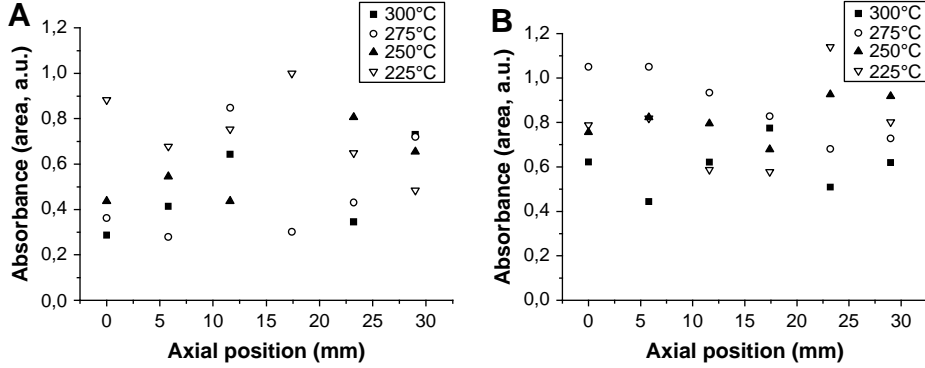 A
1,2
1,0
0,8
0,6
0,4
0,2
0,0
Absorbance (area, a.u.)
300°C
275°C
250°C
225°C
0 5 10 15 20 25 30
Axial position (mm)
B
1,2
1,0
0,8
0,6
0,4
0,2
0,0
Absorbance (area, a.u.)
300°C
275°C
250°C
225°C
0 5 10 15 20 25 30
Axial position (mm)